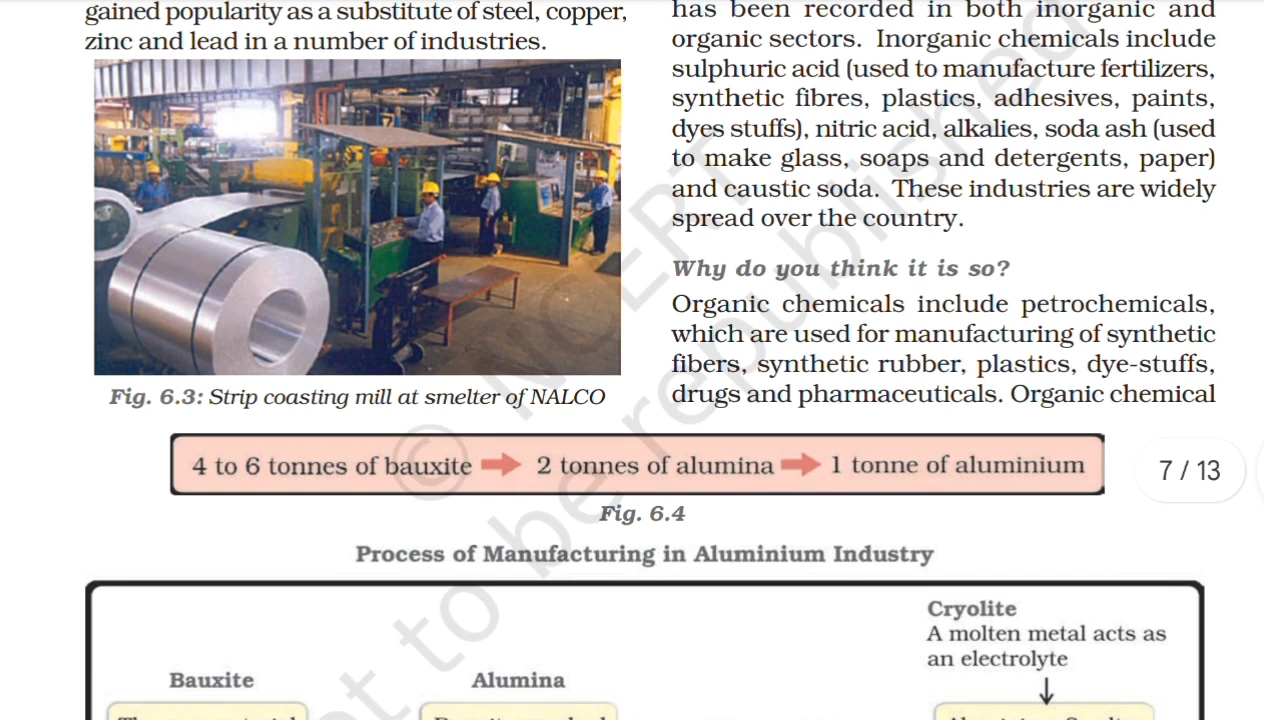 gained popularity as a substitute of steel, copper,
zinc and lead in a number of industries.
Fig. 6.3: Strip coasting mill at smelter of NALCO
has been recorded in both inorganic and
organic sectors. Inorganic chemicals include
sulphuric acid (used to manufacture fertilizers,
synthetic fibres, plastics, adhesives, paints,
dyes stuffs), nitric acid, alkalies, soda ash (used
to make glass, soaps and detergents, paper)
and caustic soda. These industries are widely
spread over the country.
Why do you think it is so?
Organic chemicals include petrochemicals,
which are used for manufacturing of synthetic
fibers, synthetic rubber, plastics, dye-stuffs,
drugs and pharmaceuticals. Organic chemical
4 to 6 tonnes of bauxite 2 tonnes of alumina 1 tonne of aluminium
7 / 13
Fig. 6.4
Process of Manufacturing in Aluminium Industry
Cryolite
A molten metal acts as
an electrolyte
Bauxite
Alumina
© NCERT
not to be republished